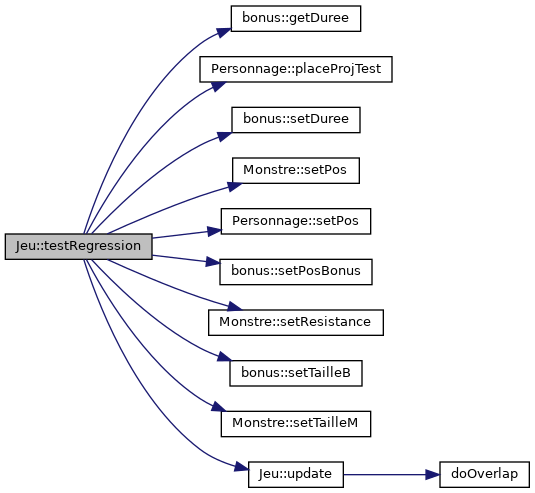 bonus::getDuree
Personnage::placeProjTest
bonus::setDuree
Monstre::setPos
Personnage::setPos
Jeu::testRegression
bonus::setPosBonus
Monstre::setResistance
bonus::setTailleB
Monstre::setTailleM
Jeu::update
doOverlap